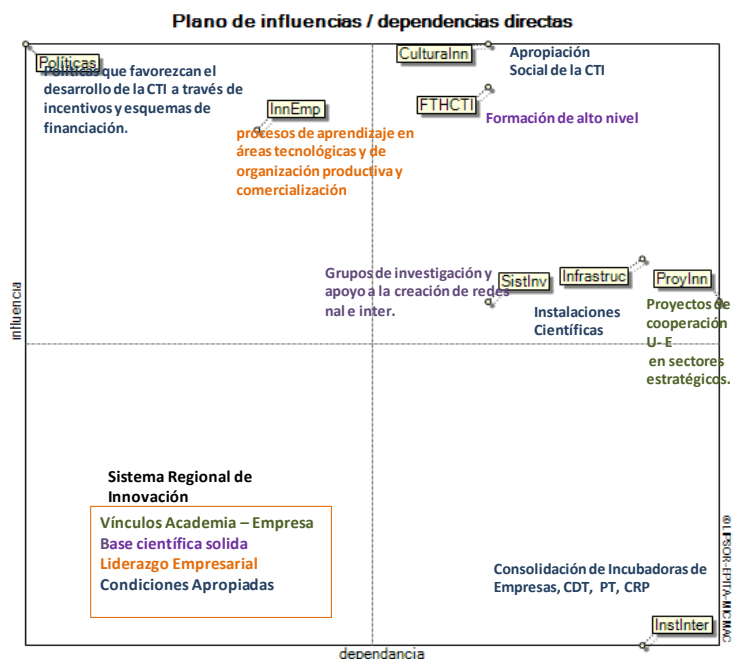 Plano de influencias / dependencias directas
Políticas
Políticas que favorezcan el
desarrollo de la CTI a través de
incentivos y esquemas de
financiación.
InnEmp
procesos de aprendizaje en
áreas tecnológicas y de
organización productiva y
comercialización
CulturaInn
Apropiación
Social de la CTI
FTHCTI
Formación de alto nivel
influencia
Grupos de investigación y
apoyo a la creación de redes
nal e inter.
SistInv
Infrastruc
Instalaciones
Científicas
ProyInn
Proyectos de
cooperación
U- E
en sectores
estratégicos.
Sistema Regional de
Innovación
Vínculos Academia – Empresa
Base científica solida
Liderazgo Empresarial
Condiciones Apropiadas
Consolidación de Incubadoras de
Empresas, CDT, PT, CRP
InstInter
dependancia
© LIPSOR-EPITA-MICMAC